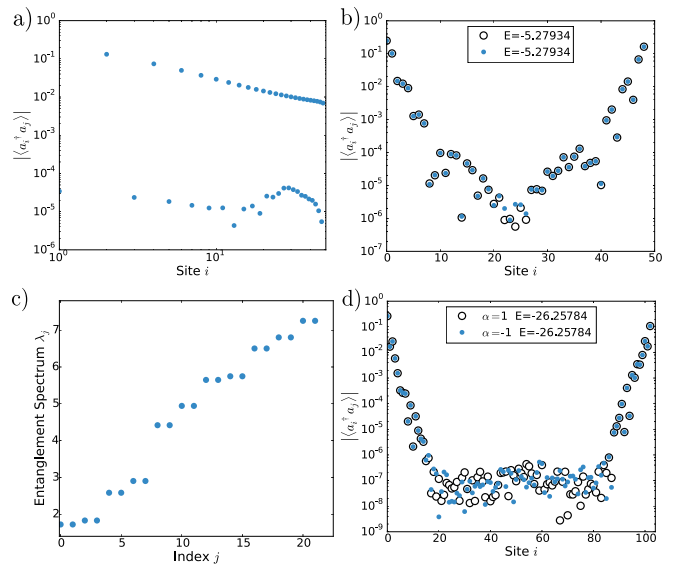 a)
|⟨a_i† a_j⟩|
10^0
10^-1
10^-2
10^-3
10^-4
10^-5
10^-6
10^0 10^1
Site i
b)
|⟨a_i† a_j⟩|
10^0
10^-1
10^-2
10^-3
10^-4
10^-5
10^-6
10^-7
E=-5.27934
E=-5.27934
0 10 20 30 40 50
Site i
c)
Entanglement Spectrum λ_j
7
6
5
4
3
2
0 5 10 15 20
Index j
d)
|⟨a_i† a_j⟩|
10^0
10^-1
10^-2
10^-3
10^-4
10^-5
10^-6
10^-7
10^-8
10^-9
α=1 E=-26.25784
α=-1 E=-26.25784
0 20 40 60 80 100
Site i